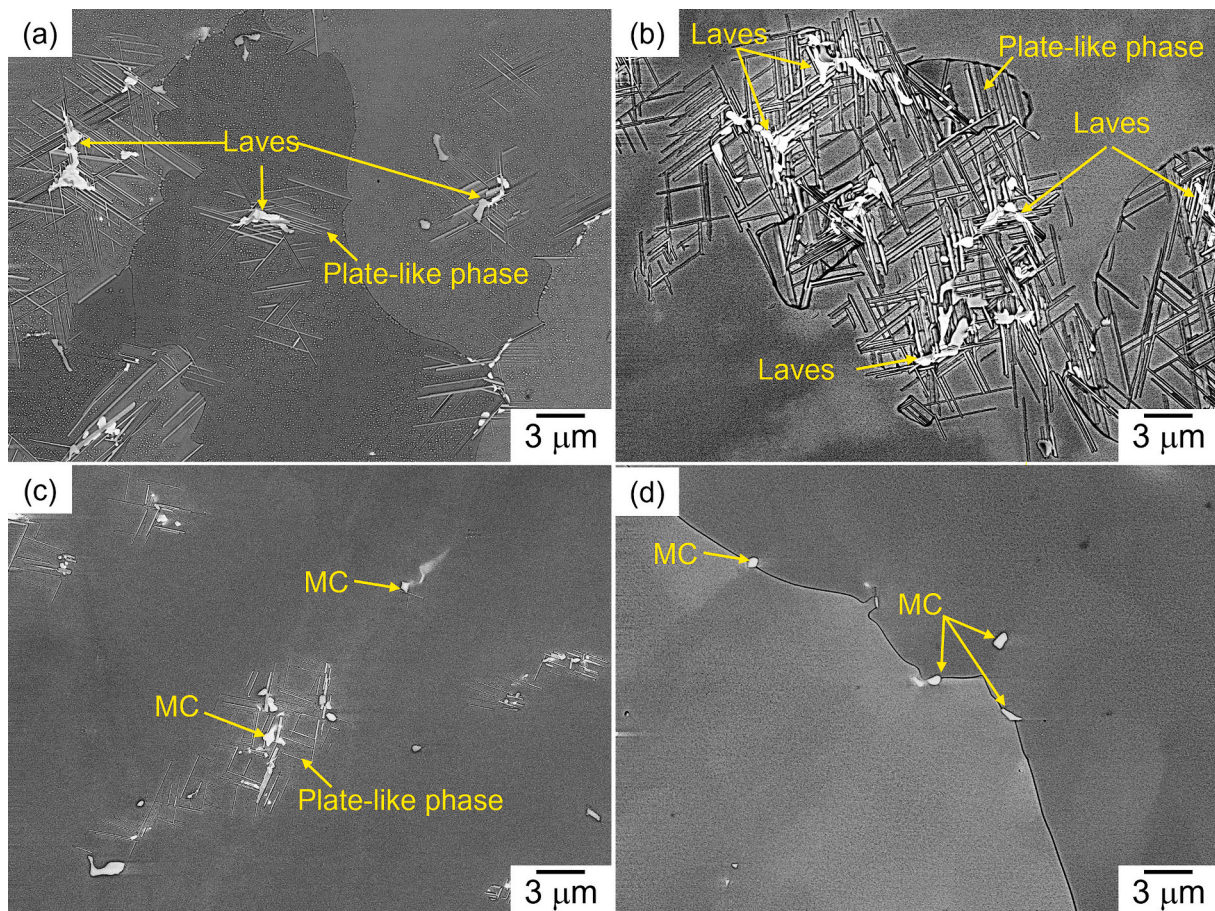 (a)
Laves
Plate-like phase
3 μm
(b)
Laves
Plate-like phase
Laves
Laves
3 μm
(c)
MC
MC
Plate-like phase
3 μm
(d)
MC
MC
3 μm